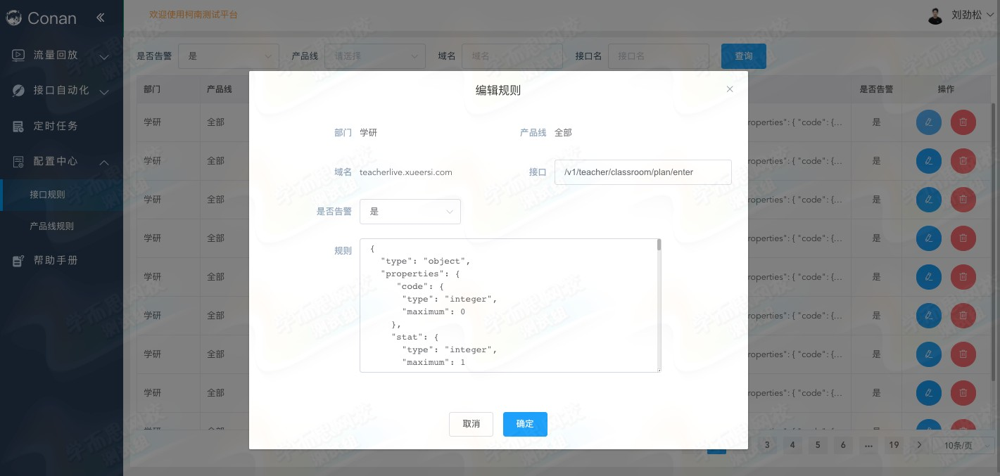 Conan
欢迎使用柯南测试平台
刘劲松
流量回放
接口自动化
定时任务
配置中心
接口规则
产品线规则
帮助手册
是否告警 是 产品线 请选择 域名 域名 接口名 接口名 查询
部门 产品线 是否告警 操作
学研 全部 roperties": { "code": {... 是
学研 全部 roperties": { "code": {... 是
学研 全部 roperties": { "code": {... 是
学研 全部 roperties": { "code": {... 是
学研 全部 roperties": { "code": {... 是
学研 全部 roperties": { "code": {... 是
学研 全部 roperties": { "code": {... 是
学研 全部 roperties": { "code": {... 是
编辑规则
部门 学研 产品线 全部
域名 teacherlive.xueersi.com 接口 /v1/teacher/classroom/plan/enter
是否告警 是
规则
{
"type": "object",
"properties": {
"code": {
"type": "integer",
"maximum": 0
},
"stat": {
"type": "integer",
"maximum": 1
取消 确定
3 4 5 6 ... 19 10条/页